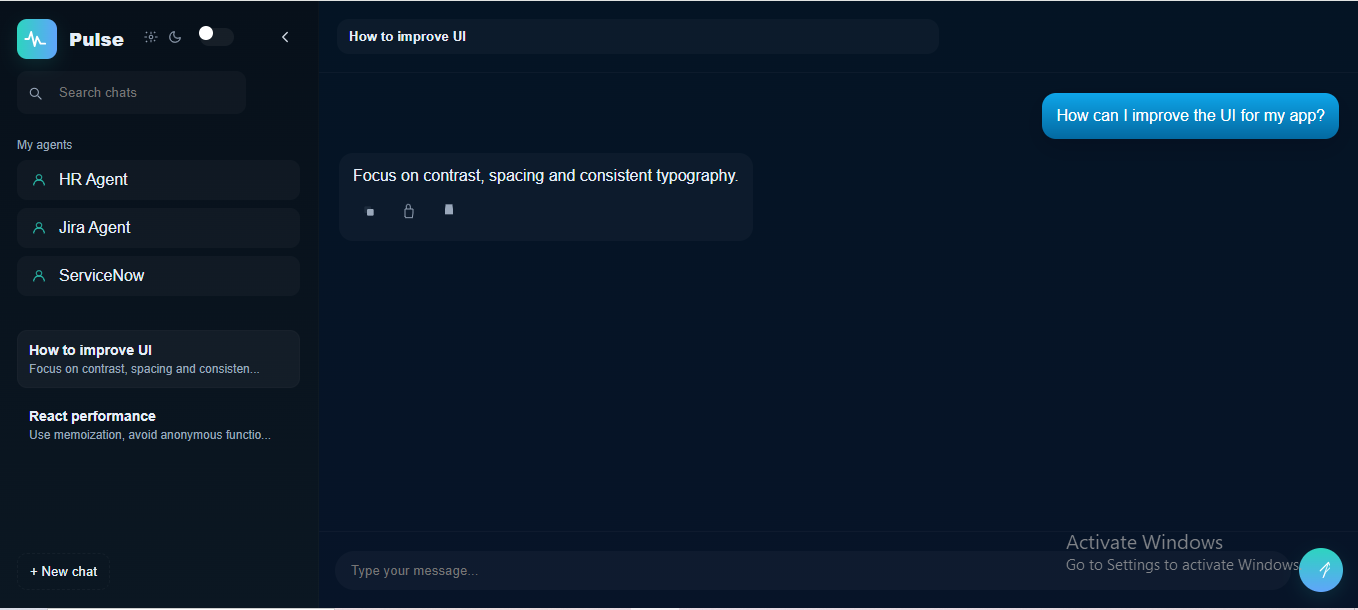 Pulse
Search chats
My agents
HR Agent
Jira Agent
ServiceNow
How to improve UI
Focus on contrast, spacing and consisten...
React performance
Use memoization, avoid anonymous functio...
+ New chat
How to improve UI
How can I improve the UI for my app?
Focus on contrast, spacing and consistent typography.
Activate Windows
Go to Settings to activate Windows
Type your message...